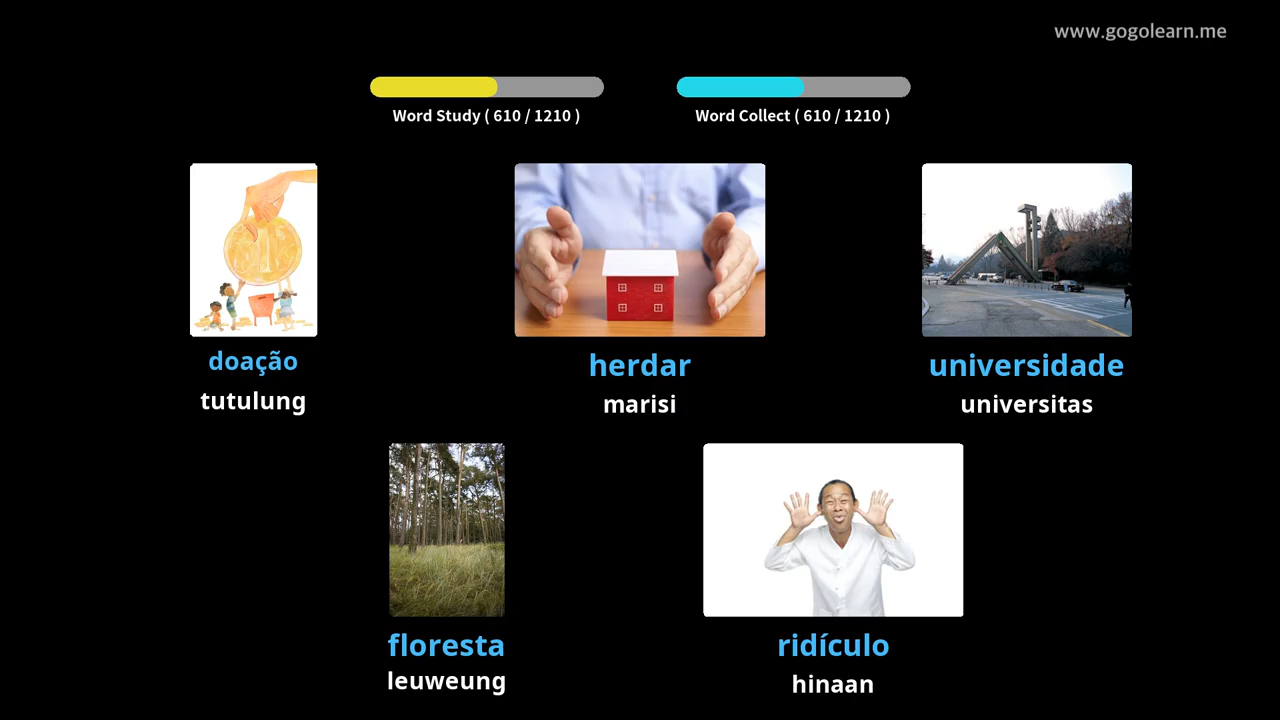 www.gogolearn.me
Word Study ( 610 / 1210 )
Word Collect ( 610 / 1210 )
doação
tutulung
herdar
marisi
universidade
universitas
floresta
leuweung
ridículo
hinaan